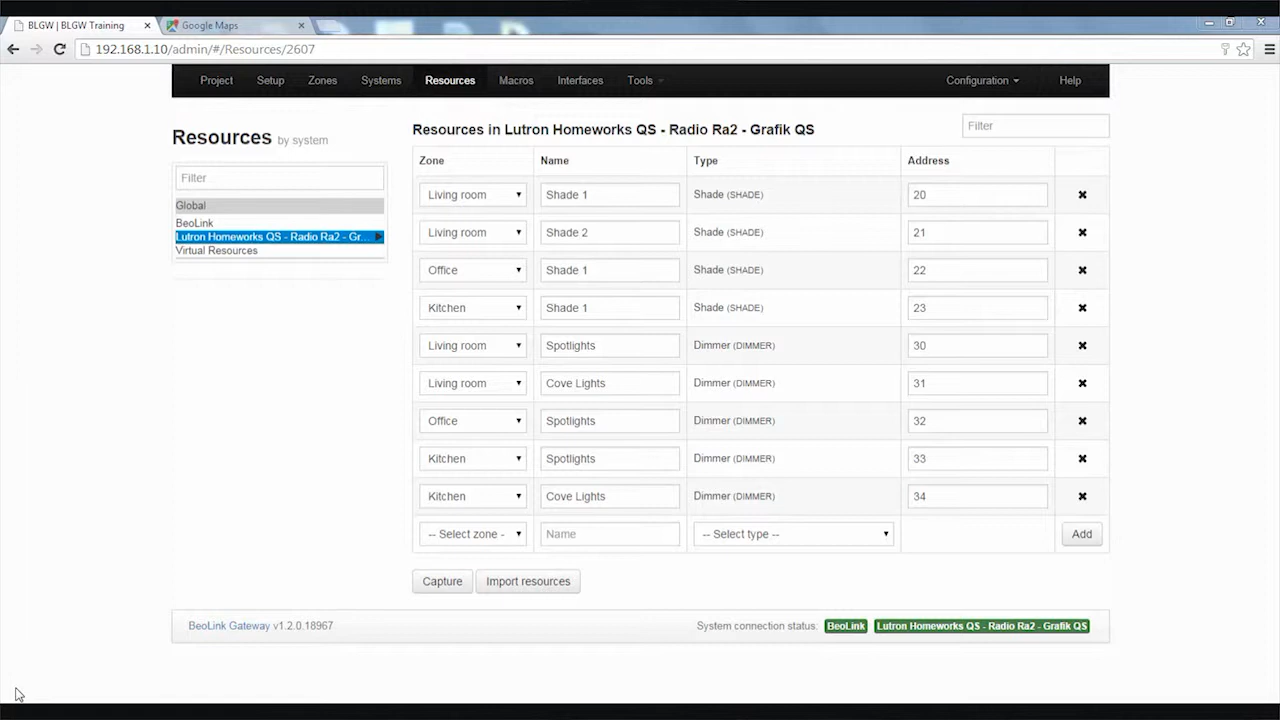 BLGW | BLGW Training
Google Maps
192.168.1.10/admin/#/Resources/2607
Project Setup Zones Systems Resources Macros Interfaces Tools Configuration Help
Resources by system
Filter
Global
BeoLink
Lutron Homeworks QS - Radio Ra2 - Gr...
Virtual Resources
Resources in Lutron Homeworks QS - Radio Ra2 - Grafik QS
Filter
Zone Name Type Address
Living room Shade 1 Shade (SHADE) 20
Living room Shade 2 Shade (SHADE) 21
Office Shade 1 Shade (SHADE) 22
Kitchen Shade 1 Shade (SHADE) 23
Living room Spotlights Dimmer (DIMMER) 30
Living room Cove Lights Dimmer (DIMMER) 31
Office Spotlights Dimmer (DIMMER) 32
Kitchen Spotlights Dimmer (DIMMER) 33
Kitchen Cove Lights Dimmer (DIMMER) 34
-- Select zone - Name -- Select type -- Add
Capture Import resources
BeoLink Gateway v1.2.0.18967 System connection status: BeoLink Lutron Homeworks QS - Radio Ra2 - Grafik QS